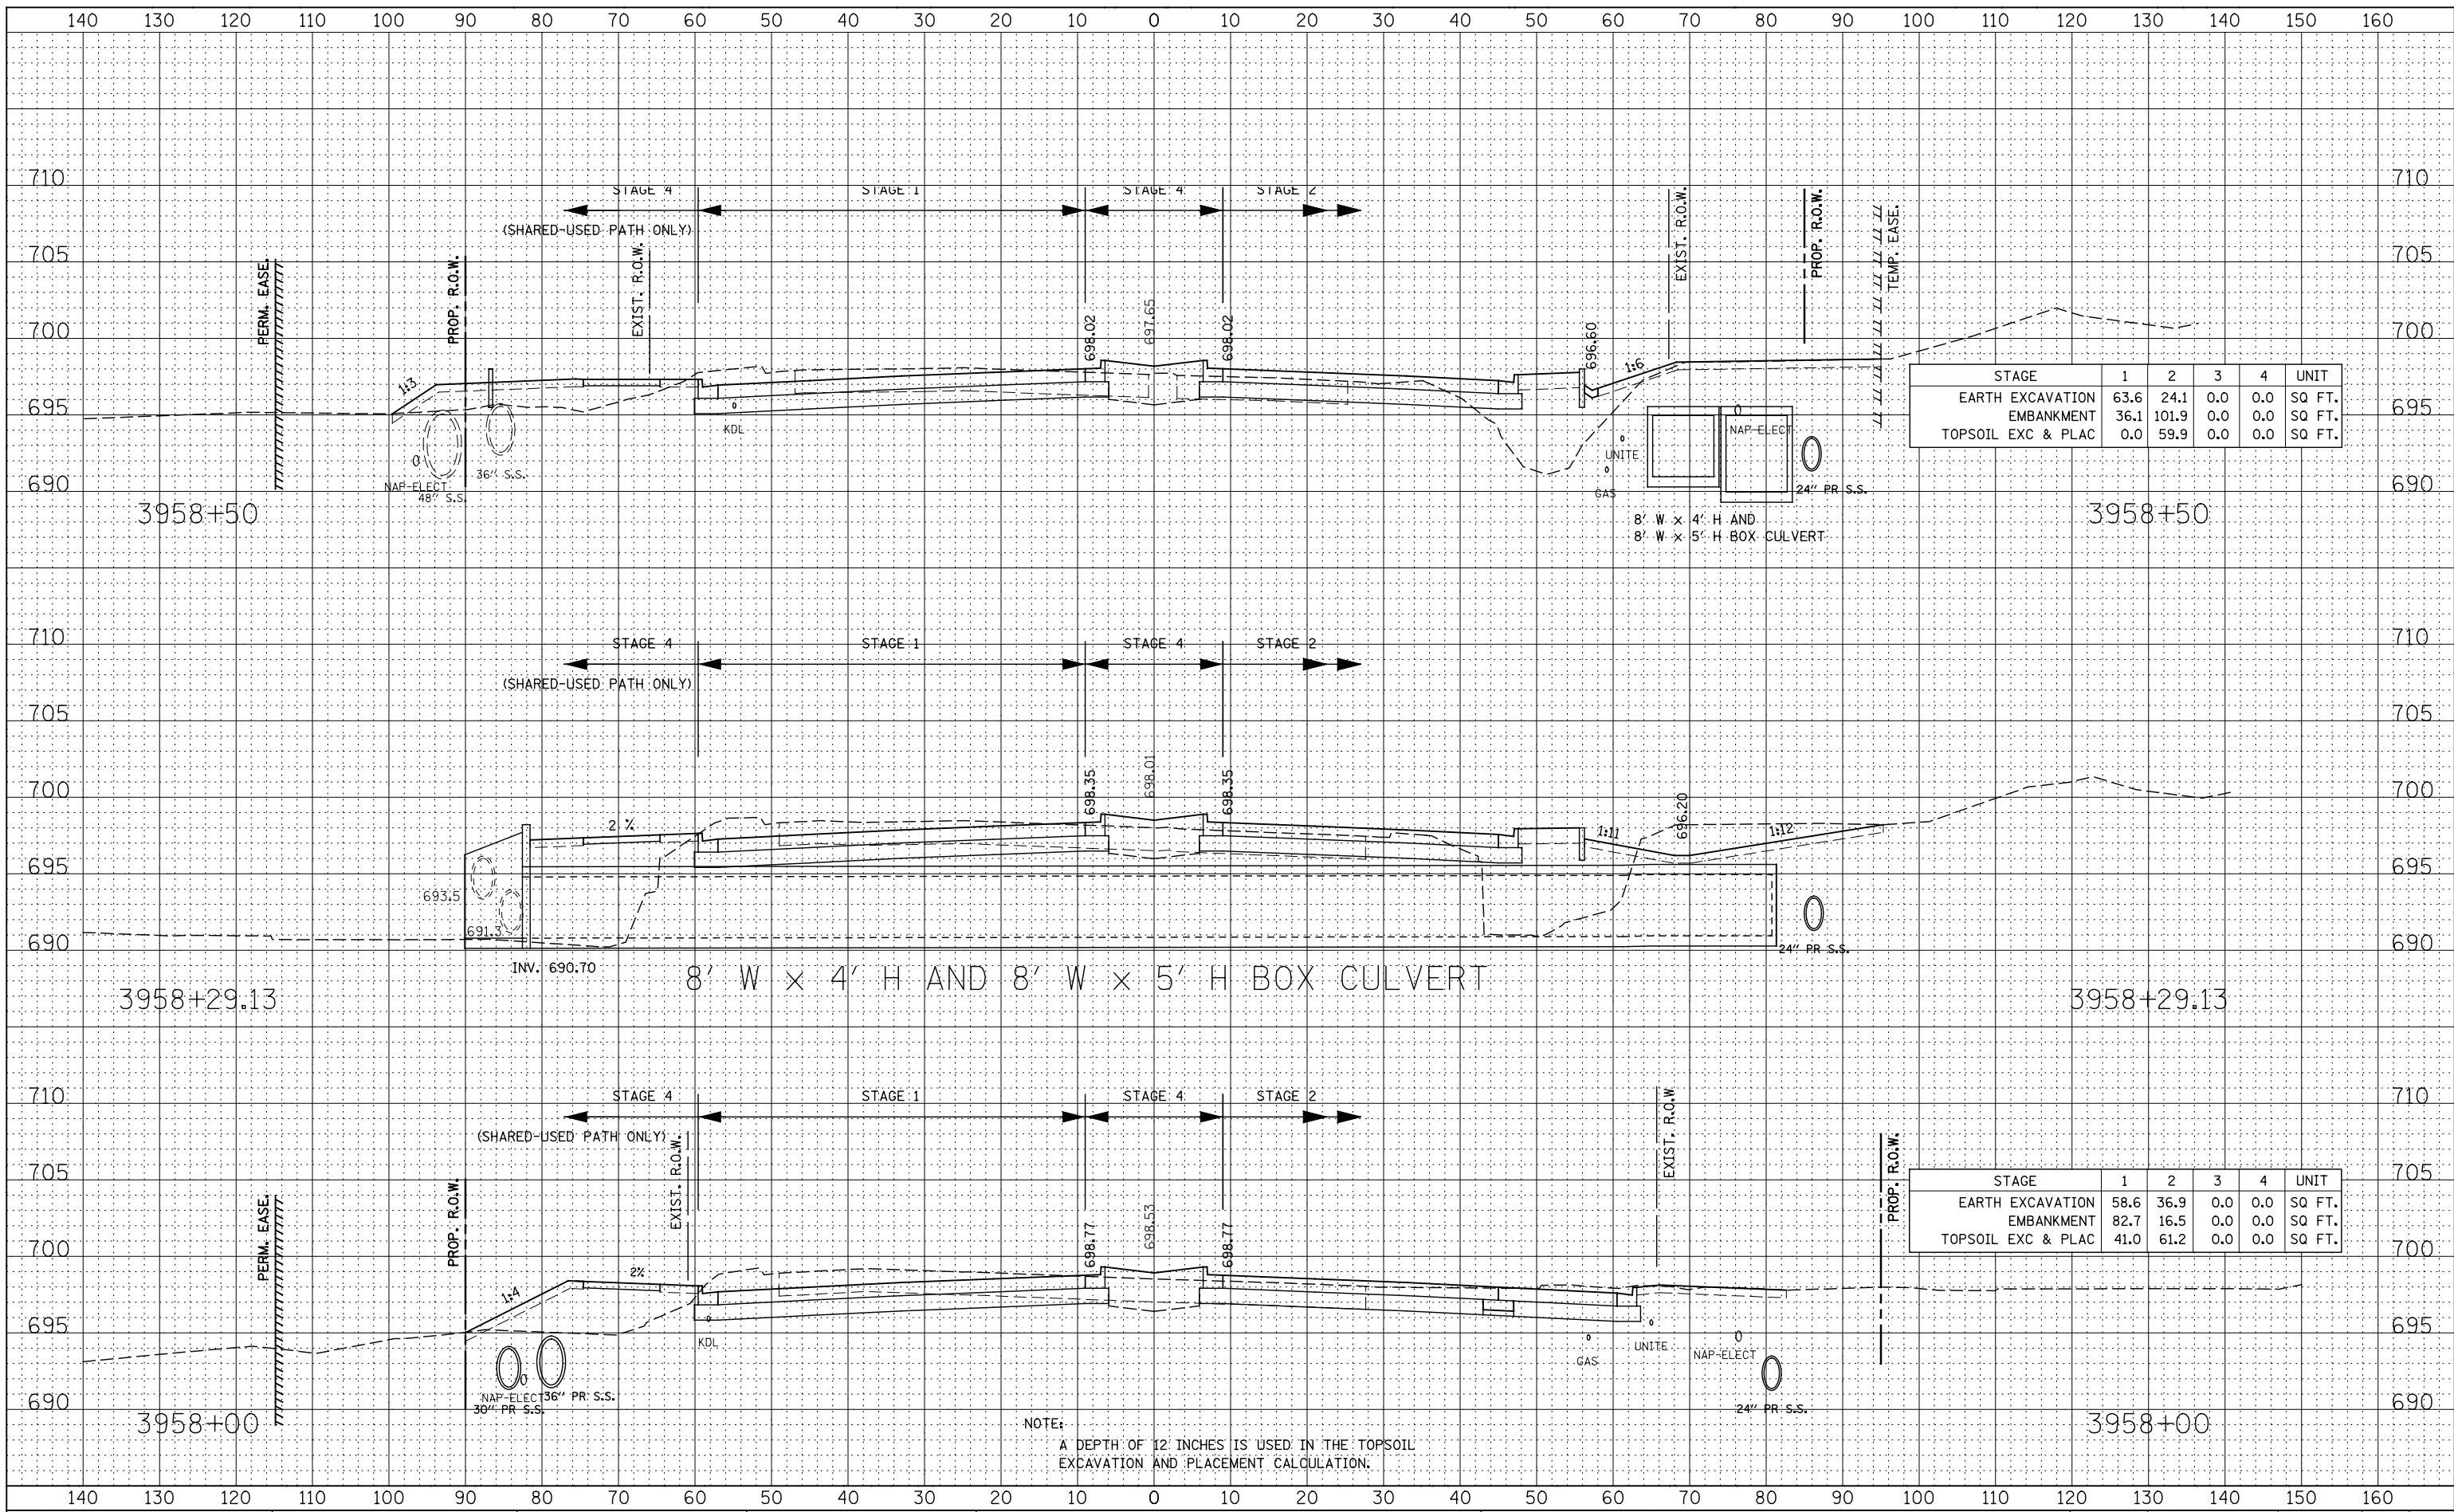 140 130 120 110 100 90 80 70 60 50 40 30 20 10 0 10 20 30 40 50 60 70 80 90 100 110 120 130 140 150 160
710 710
STAGE 4 STAGE 1 STAGE 4 STAGE 2
(SHARED-USED PATH ONLY)
705 705
PERM. EASE.
PROP. R.O.W.
EXIST. R.O.W.
698.02
697.65
698.02
696.60
EXIST. R.O.W.
PROP. R.O.W.
TEMP. EASE.
700 700
1:3
1:6
695 695
KDL
NAP-ELECT
36" S.S.
UNITE
NAP-ELECT.
48" S.S.
GAS
24" PR S.S.
690 690
3958+50 3958+50
8' W x 4' H AND
8' W x 5' H BOX CULVERT
STAGE 1 2 3 4 UNIT
EARTH EXCAVATION 63.6 24.1 0.0 0.0 SQ FT.
EMBANKMENT 36.1 101.9 0.0 0.0 SQ FT.
TOPSOIL EXC & PLAC 0.0 59.9 0.0 0.0 SQ FT.
710 710
STAGE 4 STAGE 1 STAGE 4 STAGE 2
(SHARED-USED PATH ONLY)
705 705
698.35
698.01
698.35
696.20
700 700
2 %
1:11
1:12
695 695
693.5
691.3
690 690
24" PR S.S.
INV. 690.70
8' W x 4' H AND 8' W x 5' H BOX CULVERT
3958+29.13 3958+29.13
710 710
STAGE 4 STAGE 1 STAGE 4 STAGE 2
(SHARED-USED PATH ONLY)
705 705
PERM. EASE.
PROP. R.O.W.
EXIST. R.O.W.
698.77
698.53
698.77
EXIST. R.O.W
PROP. R.O.W.
700 700
2%
1:4
695 695
KDL
GAS
UNITE
NAP-ELECT
NAP-ELECT
36" PR S.S.
30" PR S.S.
24" PR S.S.
690 690
3958+00 3958+00
STAGE 1 2 3 4 UNIT
EARTH EXCAVATION 58.6 36.9 0.0 0.0 SQ FT.
EMBANKMENT 82.7 16.5 0.0 0.0 SQ FT.
TOPSOIL EXC & PLAC 41.0 61.2 0.0 0.0 SQ FT.
NOTE:
A DEPTH OF 12 INCHES IS USED IN THE TOPSOIL
EXCAVATION AND PLACEMENT CALCULATION.
140 130 120 110 100 90 80 70 60 50 40 30 20 10 0 10 20 30 40 50 60 70 80 90 100 110 120 130 140 150 160